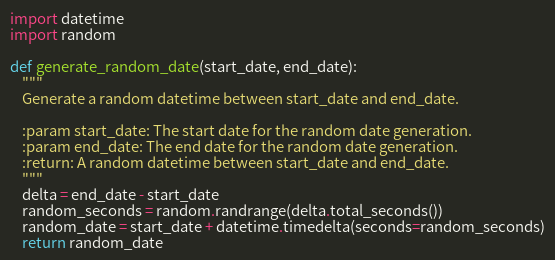 import datetime
import random

def generate_random_date(start_date, end_date):
    """
    Generate a random datetime between start_date and end_date.

    :param start_date: The start date for the random date generation.
    :param end_date: The end date for the random date generation.
    :return: A random datetime between start_date and end_date.
    """
    delta = end_date - start_date
    random_seconds = random.randrange(delta.total_seconds())
    random_date = start_date + datetime.timedelta(seconds=random_seconds)
    return random_date